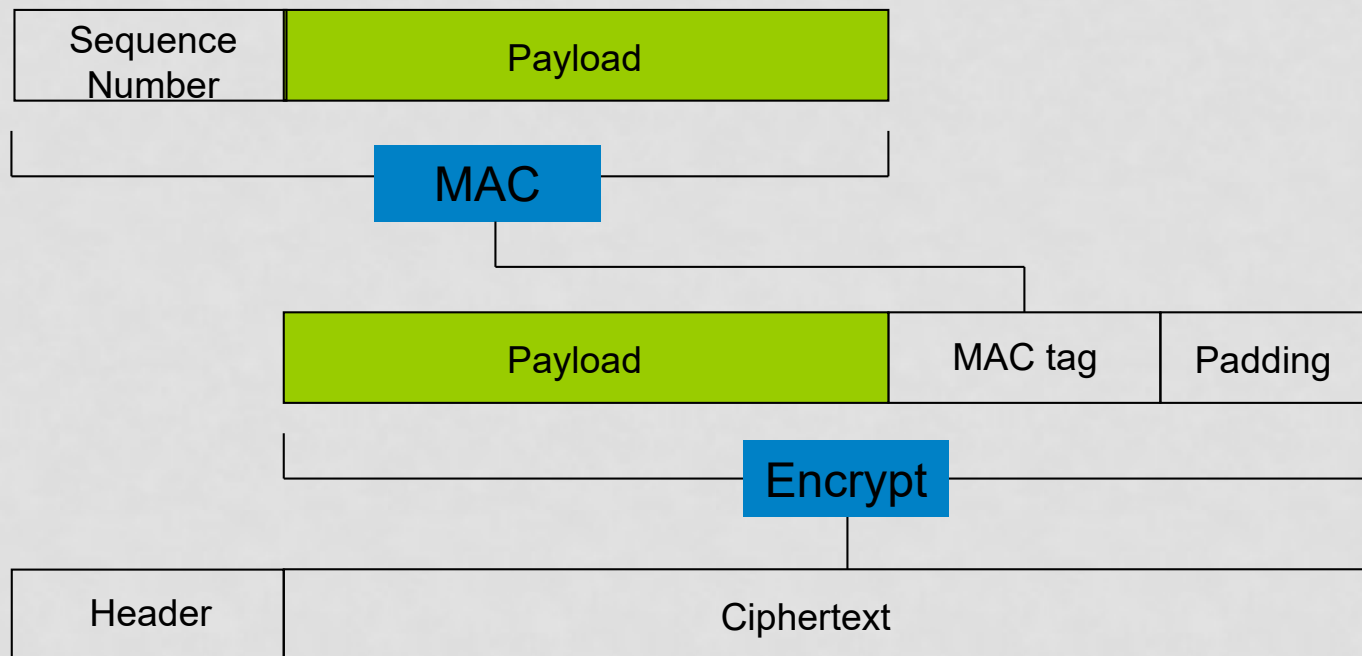 Sequence
Number
Payload
MAC
Payload
MAC tag
Padding
Encrypt
Header
Ciphertext